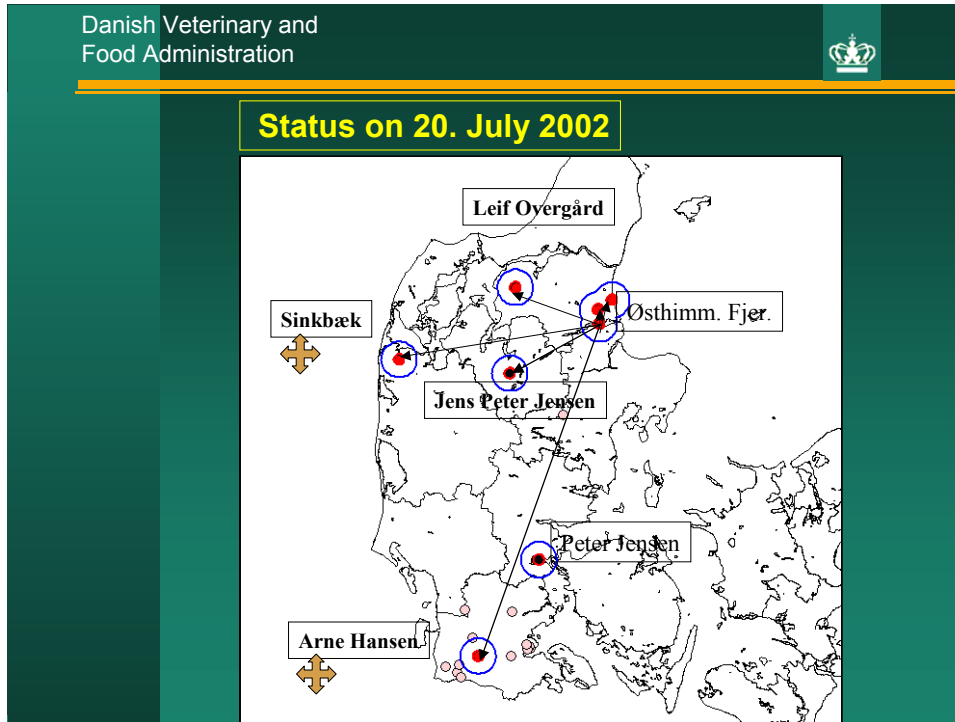 Danish Veterinary and
Food Administration
Status on 20. July 2002
Leif Overgård
Østhimm. Fjer.
Sinkbæk
Jens Peter Jensen
Peter Jensen
Arne Hansen